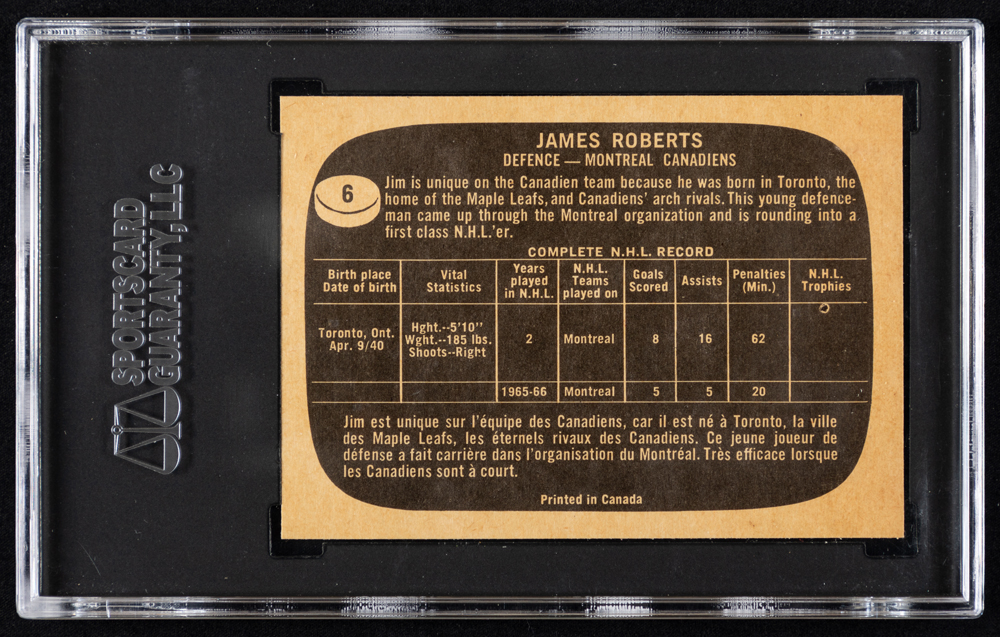 SPORTSCARD
GUARANTY, LLC
JAMES ROBERTS
DEFENCE — MONTREAL CANADIENS
6
Jim is unique on the Canadien team because he was born in Toronto, the
home of the Maple Leafs, and Canadiens' arch rivals. This young defence-
man came up through the Montreal organization and is rounding into a
first class N.H.L.'er.
COMPLETE N.H.L. RECORD
Birth place
Date of birth
Vital
Statistics
Years
played
in N.H.L.
N.H.L.
Teams
played on
Goals
Scored
Assists
Penalties
(Min.)
N.H.L.
Trophies
Toronto, Ont.
Apr. 9/40
Hght.--5'10"
Wght.--185 lbs.
Shoots--Right
2
Montreal
8
16
62
1965-66
Montreal
5
5
20
Jim est unique sur l'équipe des Canadiens, car il est né à Toronto, la ville
des Maple Leafs, les éternels rivaux des Canadiens. Ce jeune joueur de
défense a fait carrière dans l'organisation du Montréal. Très efficace lorsque
les Canadiens sont à court.
Printed in Canada